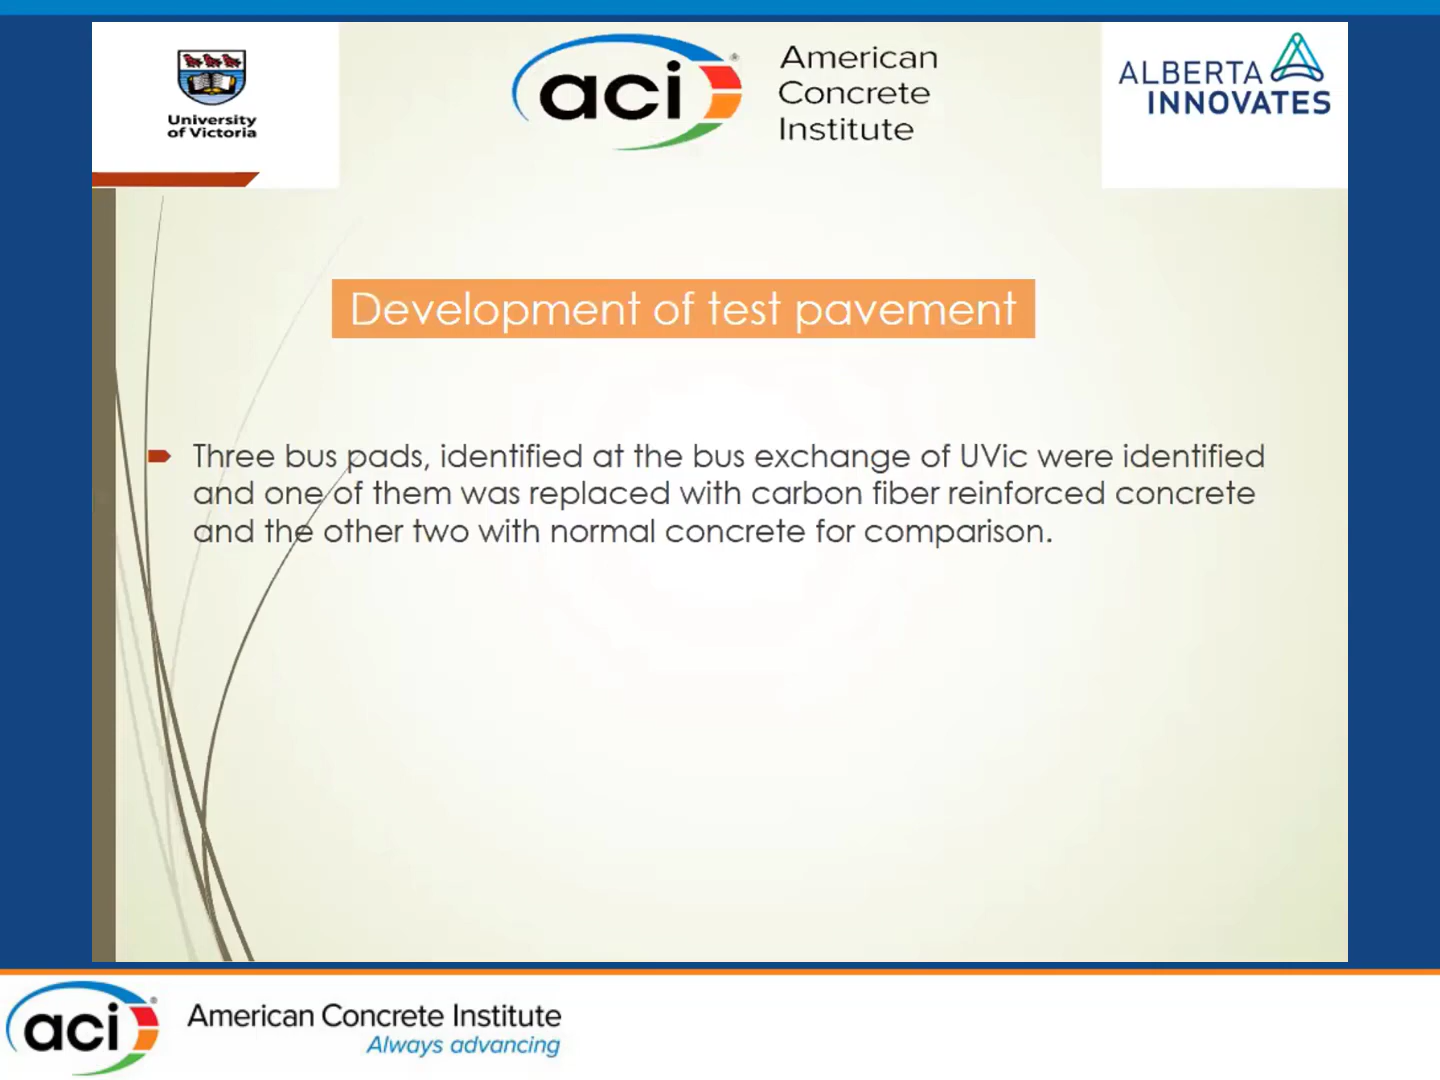 University
of Victoria
aci
®
American
Concrete
Institute
ALBERTA
INNOVATES
Development of test pavement
Three bus pads, identified at the bus exchange of UVic were identified
and one of them was replaced with carbon fiber reinforced concrete
and the other two with normal concrete for comparison.
aci
®
American Concrete Institute
Always advancing